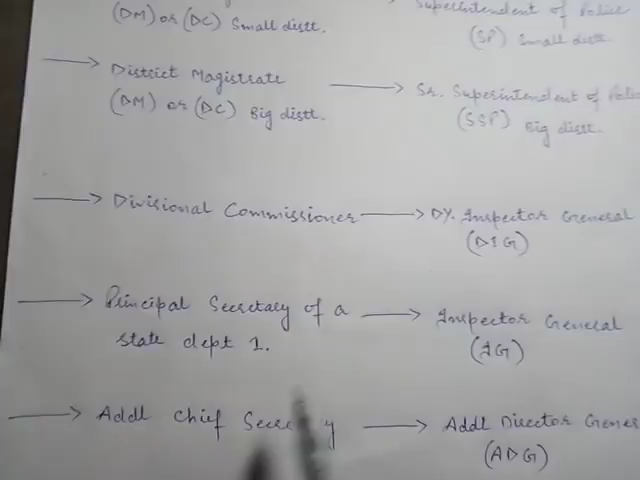 (DM) or (DC) Small distt.
Superintendent of Police
(SP) Small distt.
District Magistrate
(DM) or (DC) Big distt.
Sr. Superintendent of Police
(SSP) Big distt.
Divisional Commissioner
Dy. Inspector General
(DIG)
Principal Secretary of a
state dept 1.
Inspector General
(IG)
Addl Chief Secretary
Addl Director Gener
(ADG)